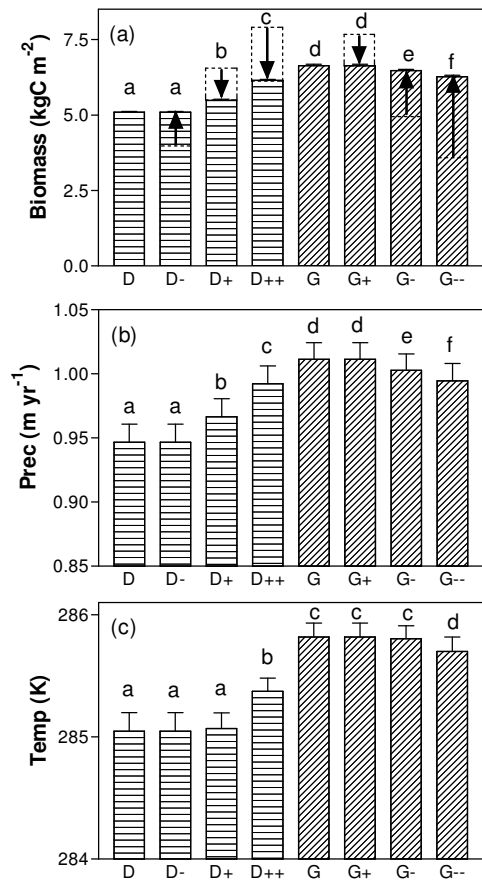 (a)
Biomass (kgC m⁻²)
7.5
5.0
2.5
0.0
a a b c d d e f
D D- D+ D++ G G+ G- G--
(b)
Prec (m yr⁻¹)
1.05
1.00
0.95
0.90
0.85
a a b c d d e f
D D- D+ D++ G G+ G- G--
(c)
Temp (K)
286
285
284
a a a b c c c d
D D- D+ D++ G G+ G- G--